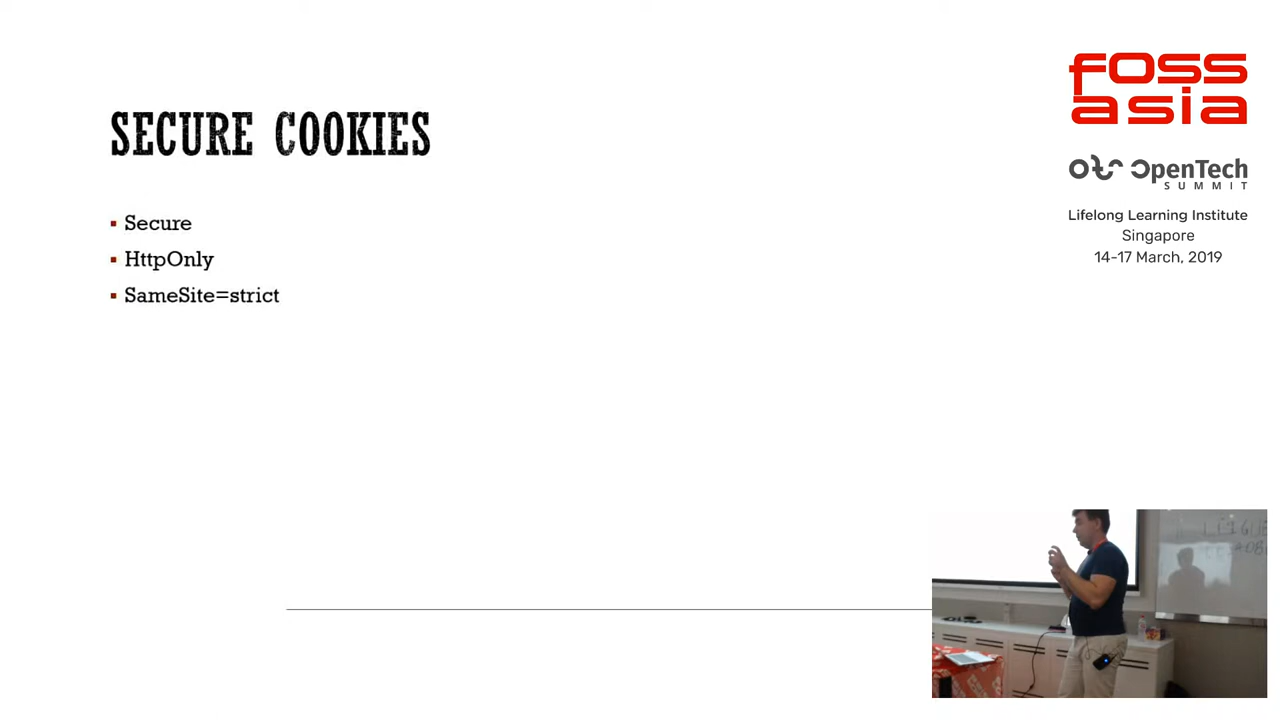 SECURE COOKIES
Secure
HttpOnly
SameSite=strict
fOSS
asia
OpenTech
SUMMIT
Lifelong Learning Institute
Singapore
14-17 March, 2019